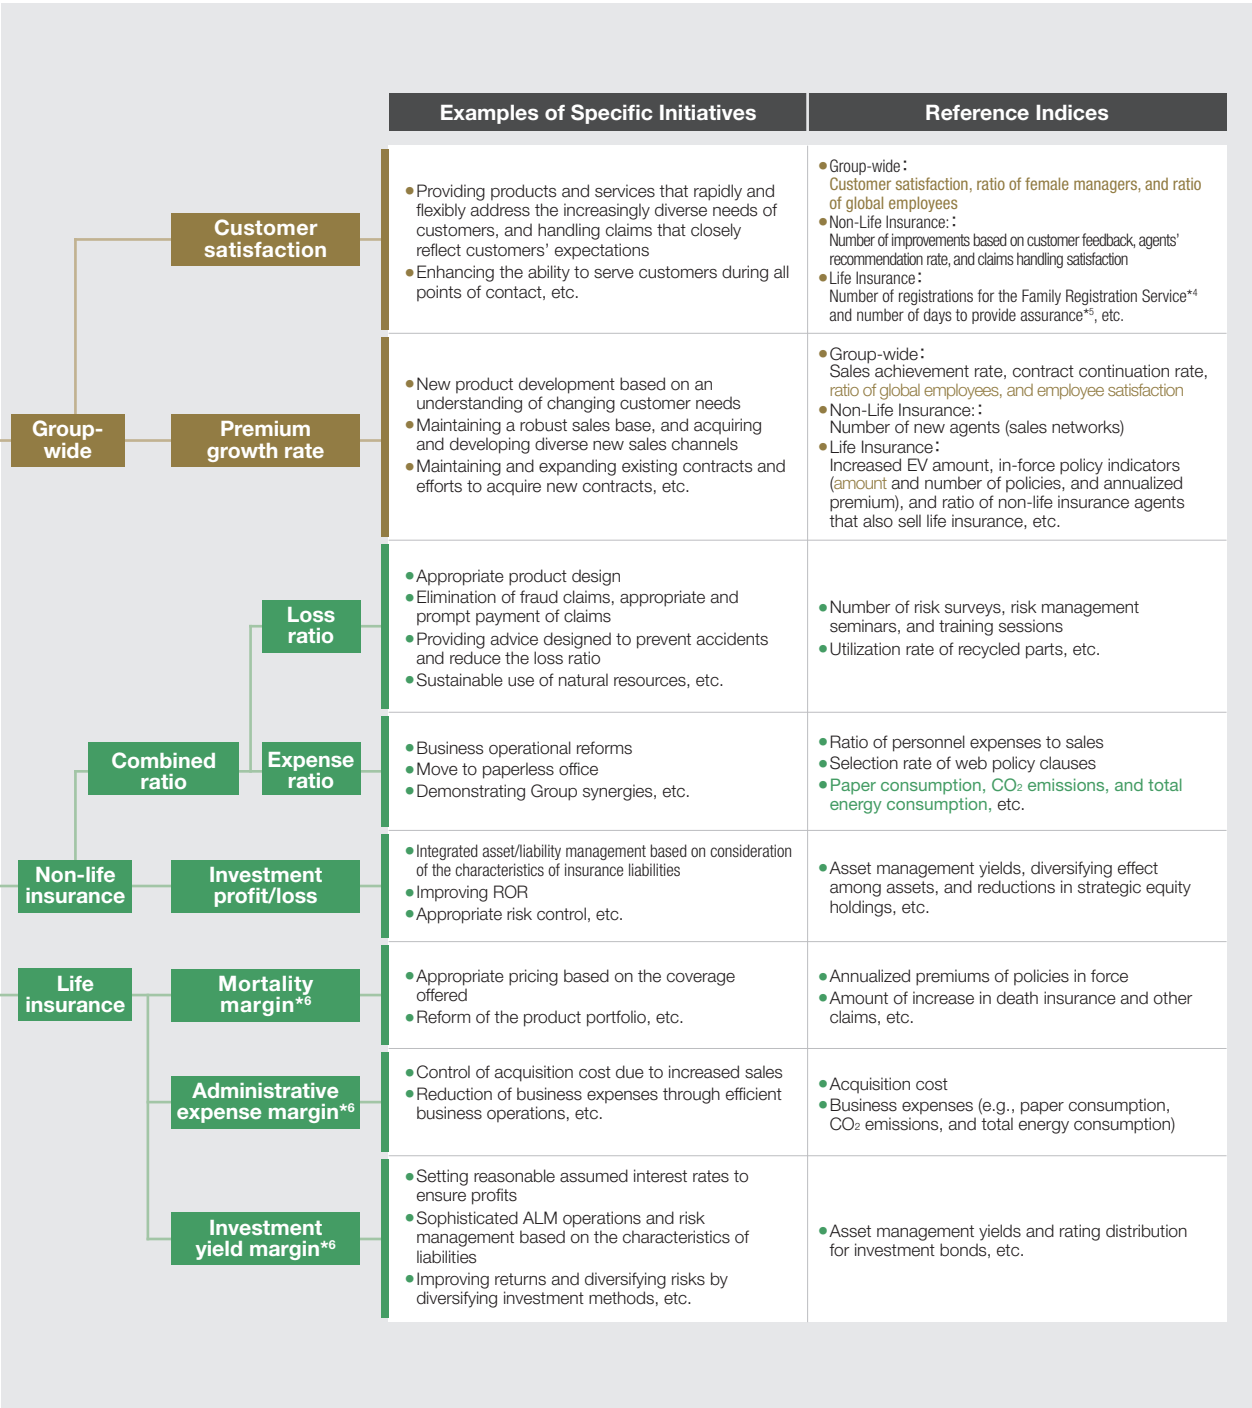 Examples of Specific Initiatives
Reference Indices
Customer
satisfaction
●Providing products and services that rapidly and
flexibly address the increasingly diverse needs of
customers, and handling claims that closely
reflect customers' expectations
●Enhancing the ability to serve customers during all
points of contact, etc.
●Group-wide:
Customer satisfaction, ratio of female managers, and ratio
of global employees
●Non-Life Insurance::
Number of improvements based on customer feedback, agents'
recommendation rate, and claims handling satisfaction
●Life Insurance:
Number of registrations for the Family Registration Service*4
and number of days to provide assurance*5, etc.
Group-
wide
Premium
growth rate
●New product development based on an
understanding of changing customer needs
●Maintaining a robust sales base, and acquiring
and developing diverse new sales channels
●Maintaining and expanding existing contracts and
efforts to acquire new contracts, etc.
●Group-wide:
Sales achievement rate, contract continuation rate,
ratio of global employees, and employee satisfaction
●Non-Life Insurance::
Number of new agents (sales networks)
●Life Insurance:
Increased EV amount, in-force policy indicators
(amount and number of policies, and annualized
premium), and ratio of non-life insurance agents
that also sell life insurance, etc.
Loss
ratio
●Appropriate product design
●Elimination of fraud claims, appropriate and
prompt payment of claims
●Providing advice designed to prevent accidents
and reduce the loss ratio
●Sustainable use of natural resources, etc.
●Number of risk surveys, risk management
seminars, and training sessions
●Utilization rate of recycled parts, etc.
Combined
ratio
Expense
ratio
●Business operational reforms
●Move to paperless office
●Demonstrating Group synergies, etc.
●Ratio of personnel expenses to sales
●Selection rate of web policy clauses
●Paper consumption, CO2 emissions, and total
energy consumption, etc.
Non-life
insurance
Investment
profit/loss
●Integrated asset/liability management based on consideration
of the characteristics of insurance liabilities
●Improving ROR
●Appropriate risk control, etc.
●Asset management yields, diversifying effect
among assets, and reductions in strategic equity
holdings, etc.
Life
insurance
Mortality
margin*6
●Appropriate pricing based on the coverage
offered
●Reform of the product portfolio, etc.
●Annualized premiums of policies in force
●Amount of increase in death insurance and other
claims, etc.
Administrative
expense margin*6
●Control of acquisition cost due to increased sales
●Reduction of business expenses through efficient
business operations, etc.
●Acquisition cost
●Business expenses (e.g., paper consumption,
CO2 emissions, and total energy consumption)
Investment
yield margin*6
●Setting reasonable assumed interest rates to
ensure profits
●Sophisticated ALM operations and risk
management based on the characteristics of
liabilities
●Improving returns and diversifying risks by
diversifying investment methods, etc.
●Asset management yields and rating distribution
for investment bonds, etc.